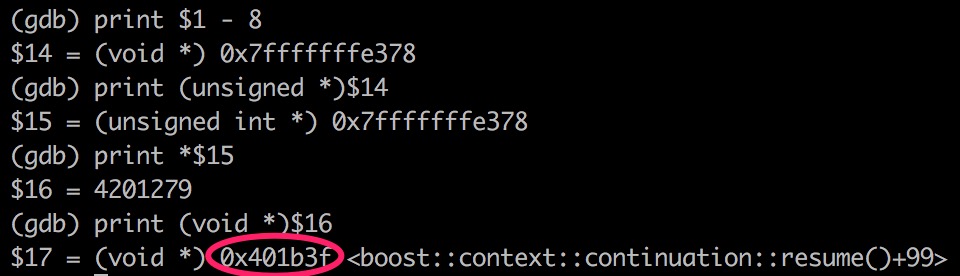 (gdb) print $1 - 8
$14 = (void *) 0x7fffffffe378
(gdb) print (unsigned *)$14
$15 = (unsigned int *) 0x7fffffffe378
(gdb) print *$15
$16 = 4201279
(gdb) print (void *)$16
$17 = (void *) 0x401b3f <boost::context::continuation::resume()+99>